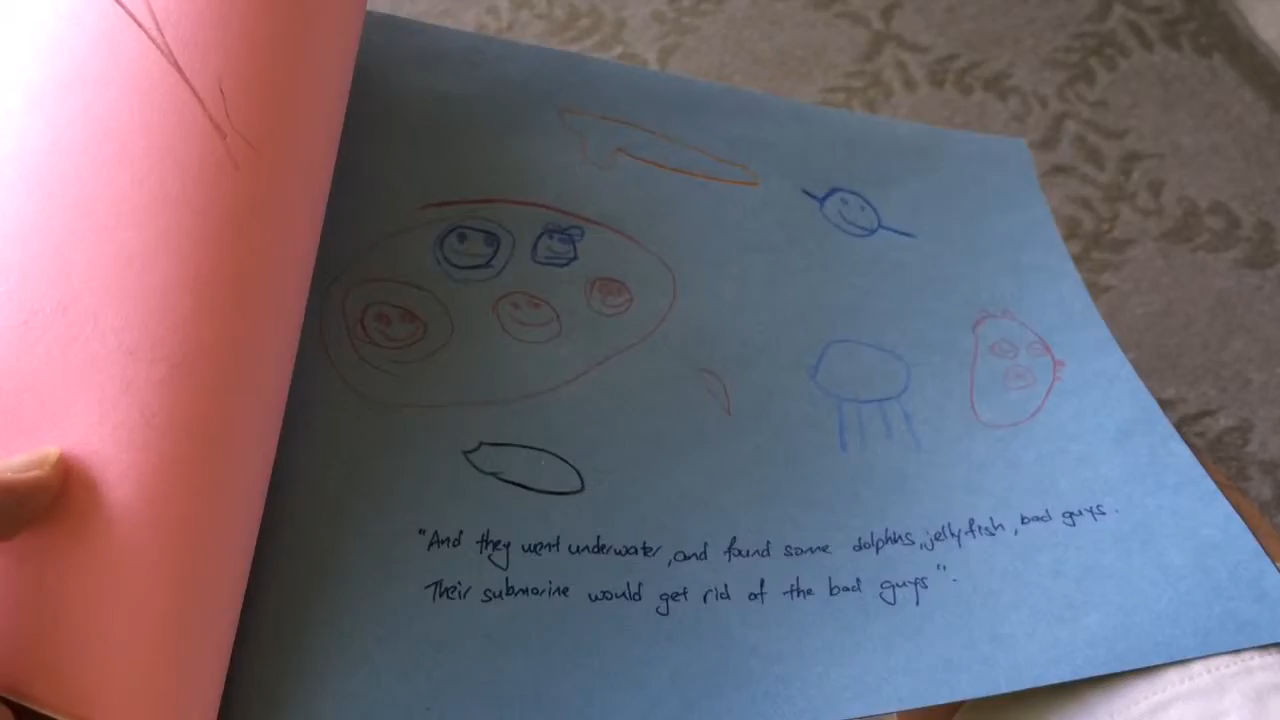 "And they went underwater, and found some dolphins, jellyfish, bad guys.
Their submarine would get rid of the bad guys".